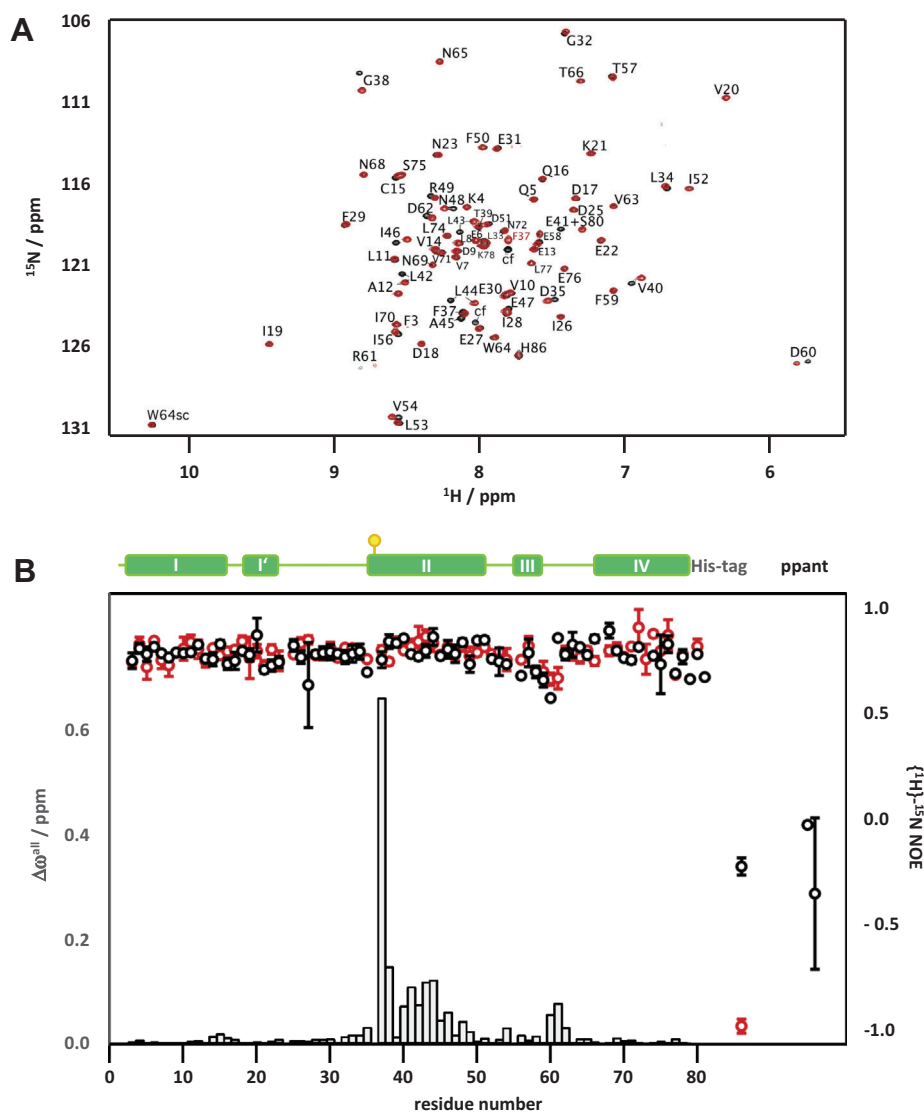 A
106
111
116
121
126
131
15N / ppm
G32
N65
T66
T57
G38
V20
F50
E31
N23
K21
N68
S75
Q16
L34
I52
C15
R49
Q5
D17
N48
K4
V63
D62
T39
D25
L43
D51
F29
L74
E6
N72
F37
E41+S80
I46
L8
L33
E58
E22
V14
D9
K78
cf
E13
L11
N69
V71
V7
L77
L42
E76
A12
L44
E30
V10
D35
F59
V40
I70
F3
F37
cf
E47
I28
I26
A45
I56
E27
W64
H86
I19
R61
D18
D60
V54
W64sc
L53
10
9
8
7
6
1H / ppm
B
I
I'
II
III
IV
His-tag
ppant
1.0
0.5
0.0
- 0.5
-1.0
{1H}-15N NOE
0.6
0.4
0.2
0.0
Δω all / ppm
0
10
20
30
40
50
60
70
80
residue number